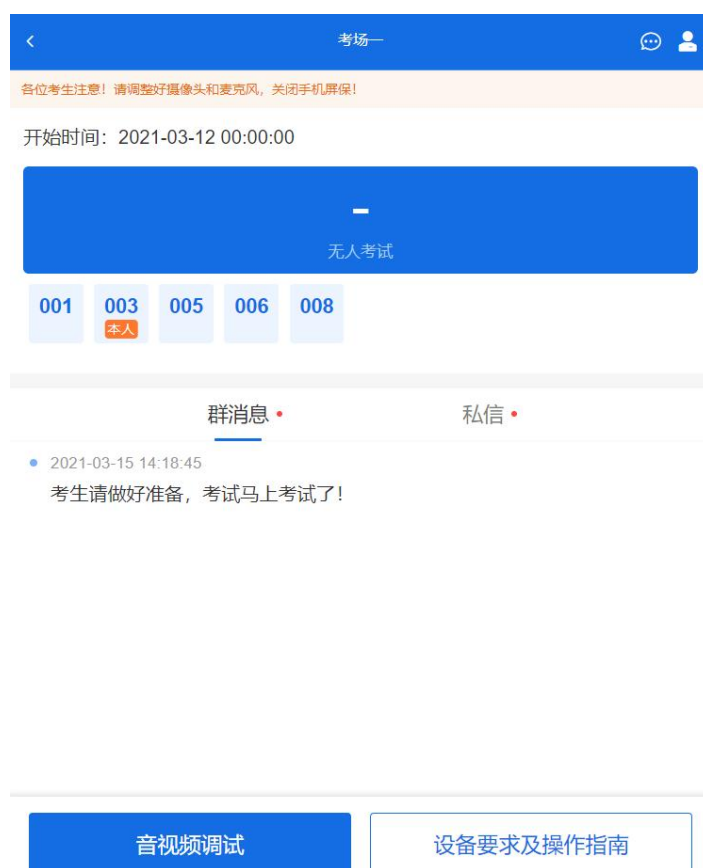 考场一
各位考生注意！请调整好摄像头和麦克风，关闭手机屏保！
开始时间：2021-03-12 00:00:00
-
无人考试
001 003 005 006 008
本人
群消息 私信
2021-03-15 14:18:45
考生请做好准备，考试马上考试了！
音视频调试 设备要求及操作指南